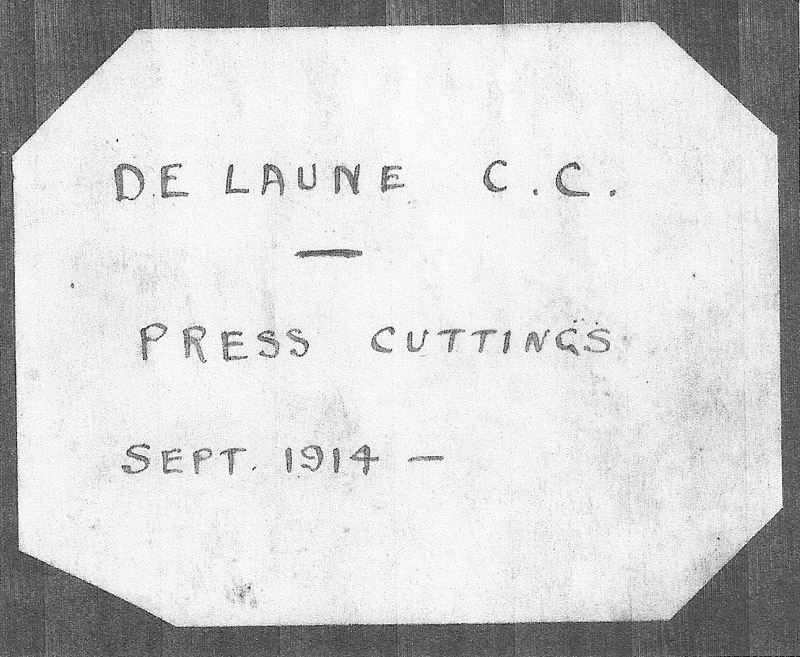 DE LAUNE C.C.
—
PRESS CUTTINGS
SEPT. 1914 —